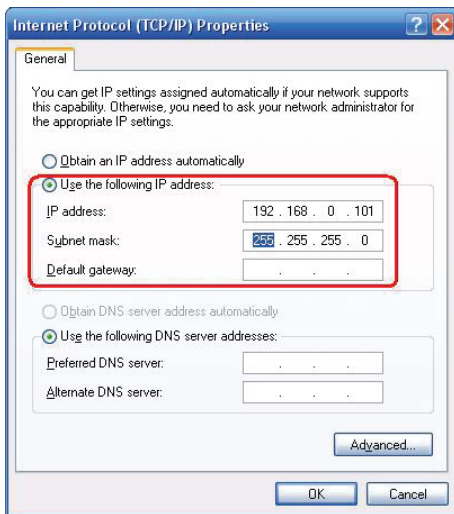 Internet Protocol (TCP/IP) Properties
General
You can get IP settings assigned automatically if your network supports
this capability. Otherwise, you need to ask your network administrator for
the appropriate IP settings.
Obtain an IP address automatically
Use the following IP address:
IP address: 192 . 168 . 0 . 101
Subnet mask: 255 . 255 . 255 . 0
Default gateway: . . .
Obtain DNS server address automatically
Use the following DNS server addresses:
Preferred DNS server: . . .
Alternate DNS server: . . .
Advanced...
OK Cancel